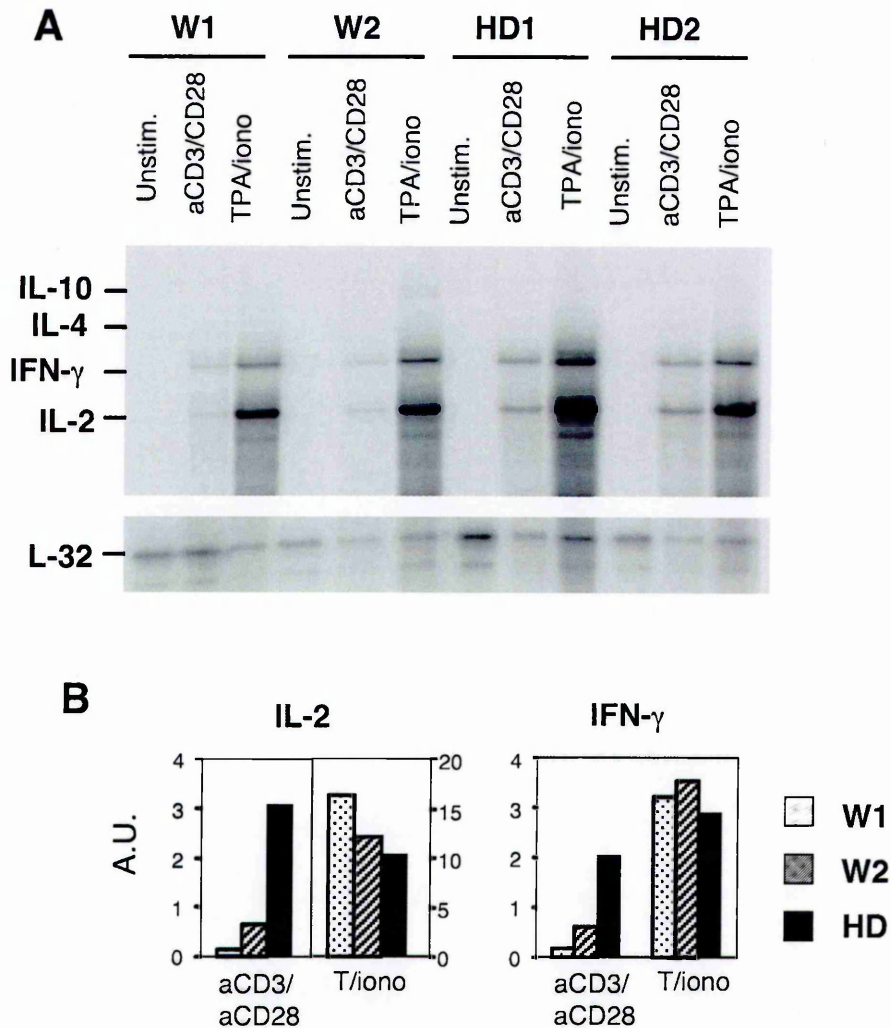 A
W1 W2 HD1 HD2
Unstim. aCD3/CD28 TPA/iono Unstim. aCD3/CD28 TPA/iono Unstim. aCD3/CD28 TPA/iono Unstim. aCD3/CD28 TPA/iono
IL-10
IL-4
IFN-γ
IL-2
L-32
B
IL-2 IFN-γ
4 20 4
3 15 3
2 10 2
1 5 1
0 0 0
A.U.
aCD3/ T/iono aCD3/ T/iono
aCD28 aCD28
W1
W2
HD